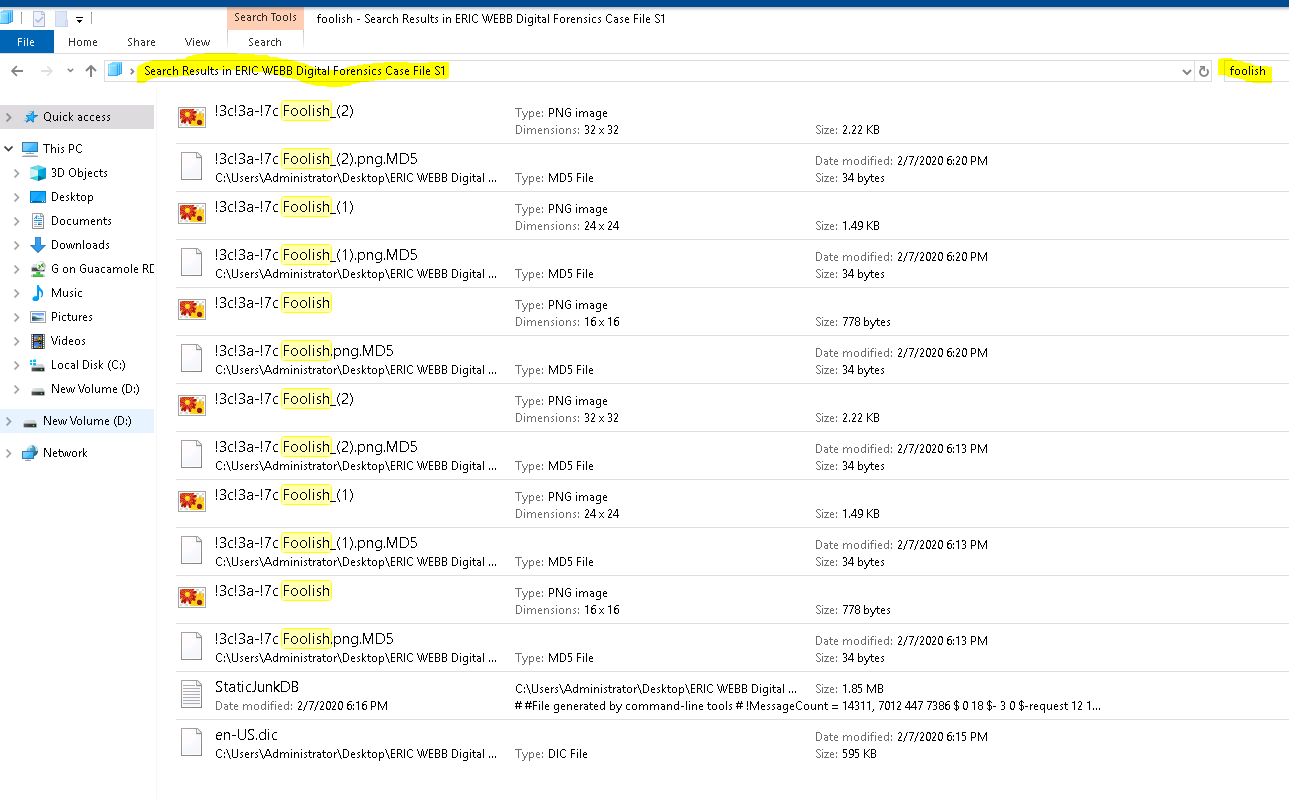 Search Tools foolish - Search Results in ERIC WEBB Digital Forensics Case File S1
File Home Share View Search
Search Results in ERIC WEBB Digital Forensics Case File S1 foolish
Quick access
This PC
3D Objects
Desktop
Documents
Downloads
G on Guacamole RD
Music
Pictures
Videos
Local Disk (C:)
New Volume (D:)
New Volume (D:)
Network
!3c!3a-!7c Foolish_(2) Type: PNG image
Dimensions: 32 x 32 Size: 2.22 KB
!3c!3a-!7c Foolish_(2).png.MD5 Date modified: 2/7/2020 6:20 PM
C:\Users\Administrator\Desktop\ERIC WEBB Digital ... Type: MD5 File Size: 34 bytes
!3c!3a-!7c Foolish_(1) Type: PNG image
Dimensions: 24 x 24 Size: 1.49 KB
!3c!3a-!7c Foolish_(1).png.MD5 Date modified: 2/7/2020 6:20 PM
C:\Users\Administrator\Desktop\ERIC WEBB Digital ... Type: MD5 File Size: 34 bytes
!3c!3a-!7c Foolish Type: PNG image
Dimensions: 16 x 16 Size: 778 bytes
!3c!3a-!7c Foolish.png.MD5 Date modified: 2/7/2020 6:20 PM
C:\Users\Administrator\Desktop\ERIC WEBB Digital ... Type: MD5 File Size: 34 bytes
!3c!3a-!7c Foolish_(2) Type: PNG image
Dimensions: 32 x 32 Size: 2.22 KB
!3c!3a-!7c Foolish_(2).png.MD5 Date modified: 2/7/2020 6:13 PM
C:\Users\Administrator\Desktop\ERIC WEBB Digital ... Type: MD5 File Size: 34 bytes
!3c!3a-!7c Foolish_(1) Type: PNG image
Dimensions: 24 x 24 Size: 1.49 KB
!3c!3a-!7c Foolish_(1).png.MD5 Date modified: 2/7/2020 6:13 PM
C:\Users\Administrator\Desktop\ERIC WEBB Digital ... Type: MD5 File Size: 34 bytes
!3c!3a-!7c Foolish Type: PNG image
Dimensions: 16 x 16 Size: 778 bytes
!3c!3a-!7c Foolish.png.MD5 Date modified: 2/7/2020 6:13 PM
C:\Users\Administrator\Desktop\ERIC WEBB Digital ... Type: MD5 File Size: 34 bytes
StaticJunkDB C:\Users\Administrator\Desktop\ERIC WEBB Digital ... Size: 1.85 MB
Date modified: 2/7/2020 6:16 PM # #File generated by command-line tools # !MessageCount = 14311, 7012 447 7386 $ 0 18 $- 3 0 $-request 12 1...
en-US.dic Date modified: 2/7/2020 6:15 PM
C:\Users\Administrator\Desktop\ERIC WEBB Digital ... Type: DIC File Size: 595 KB